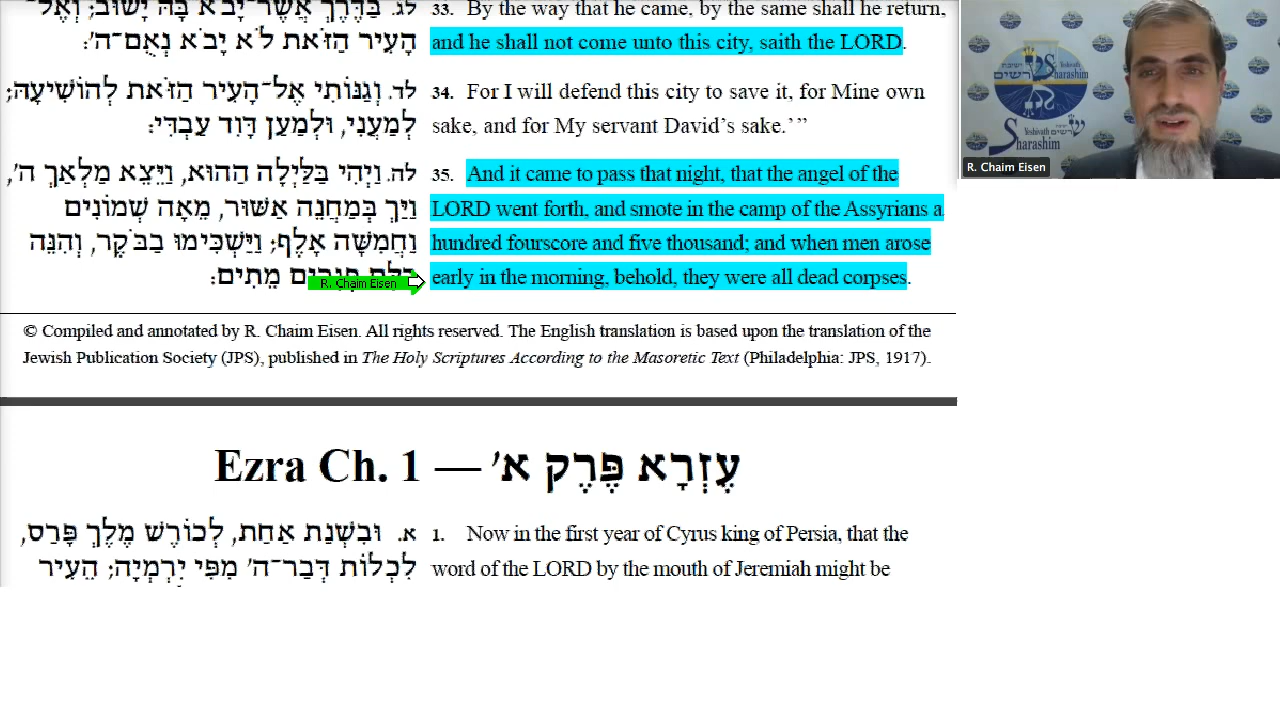 לג. בַּדֶּרֶךְ אֲשֶׁר־יָבֹא בָּהּ יָשׁוּב; וְאֶל־
הָעִיר הַזֹּאת לֹא יָבֹא נְאֻם־ה':
33. By the way that he came, by the same shall he return,
and he shall not come unto this city, saith the LORD.
לד. וְגַנּוֹתִי אֶל־הָעִיר הַזֹּאת לְהוֹשִׁיעָהּ;
לְמַעֲנִי, וּלְמַעַן דָּוִד עַבְדִּי:
34. For I will defend this city to save it, for Mine own
sake, and for My servant David's sake.'"
לה. וַיְהִי בַּלַּיְלָה הַהוּא, וַיֵּצֵא מַלְאַךְ ה',
וַיַּךְ בְּמַחֲנֵה אַשּׁוּר, מֵאָה שְׁמוֹנִים
וַחֲמִשָּׁה אָלֶף; וַיַּשְׁכִּימוּ בַבֹּקֶר, וְהִנֵּה
מֵתִים:
35. And it came to pass that night, that the angel of the
LORD went forth, and smote in the camp of the Assyrians a
hundred fourscore and five thousand; and when men arose
early in the morning, behold, they were all dead corpses.
R. Chaim Eisen
© Compiled and annotated by R. Chaim Eisen. All rights reserved. The English translation is based upon the translation of the
Jewish Publication Society (JPS), published in The Holy Scriptures According to the Masoretic Text (Philadelphia: JPS, 1917).
Ezra Ch. 1 — עֶזְרָא פֶּרֶק א'
א. וּבִשְׁנַת אַחַת, לְכוֹרֶשׁ מֶלֶךְ פָּרַס,
לִכְלוֹת דְּבַר־ה' מִפִּי יִרְמְיָה; הֵעִיר
1. Now in the first year of Cyrus king of Persia, that the
word of the LORD by the mouth of Jeremiah might be
Yeshivath
Sharashim
ישיבת
שרשים
Yeshivath
Sharashim
R. Chaim Eisen